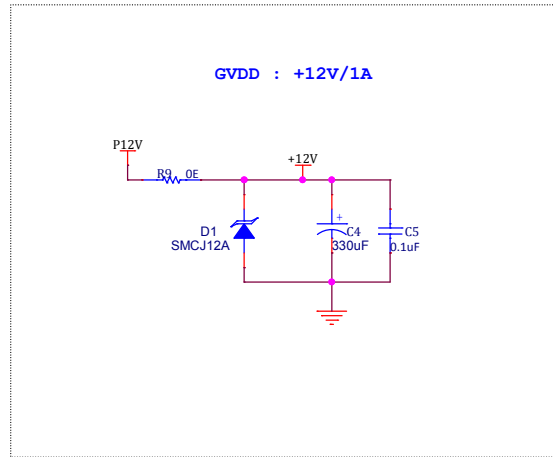 GVDD : +12V/1A
P12V
+12V
R9 0E
D1
SMCJ12A
+
C4
330uF
C5
0.1uF